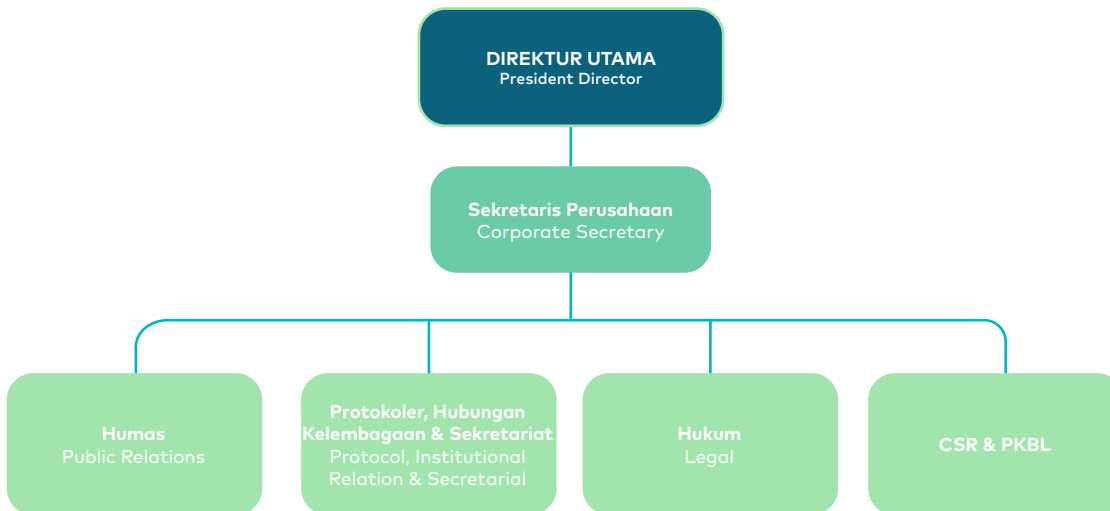 DIREKTUR UTAMA
President Director
Sekretaris Perusahaan
Corporate Secretary
Humas
Public Relations
Protokoler, Hubungan
Kelembagaan & Sekretariat
Protocol, Institutional
Relation & Secretarial
Hukum
Legal
CSR & PKBL